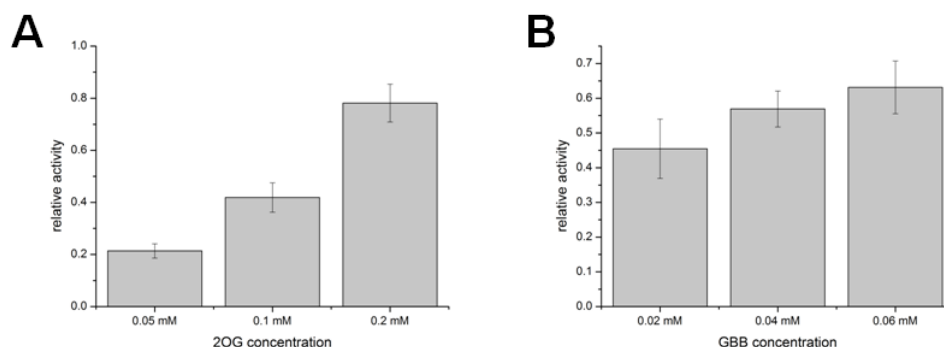 A
relative activity
1.0
0.8
0.6
0.4
0.2
0.0
0.05 mM 0.1 mM 0.2 mM
2OG concentration
B
relative activity
0.7
0.6
0.5
0.4
0.3
0.2
0.1
0.0
0.02 mM 0.04 mM 0.06 mM
GBB concentration